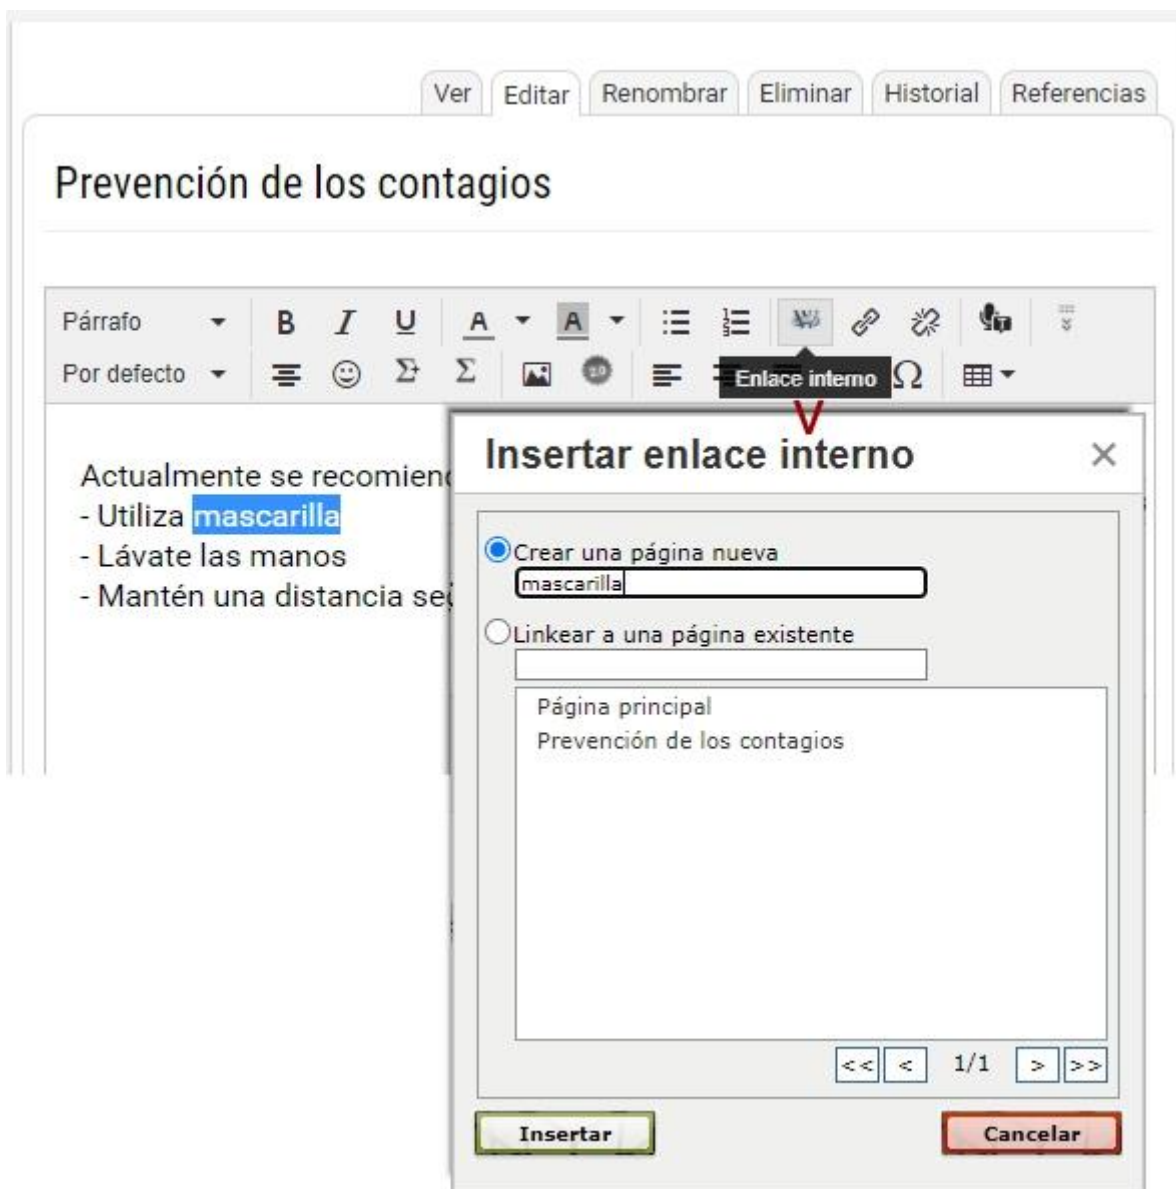 Ver Editar Renombrar Eliminar Historial Referencias
Prevención de los contagios
Párrafo B I U A A
Por defecto Σ+ Σ 2.0 Ω
Enlace interno
V
Actualmente se
- Utiliza mascarilla
- Lávate las manos
- Mantén una distancia
Insertar enlace interno ×
Crear una página nueva
mascarilla
Linkear a una página existente
Página principal
Prevención de los contagios
<< < 1/1 > >>
Insertar Cancelar